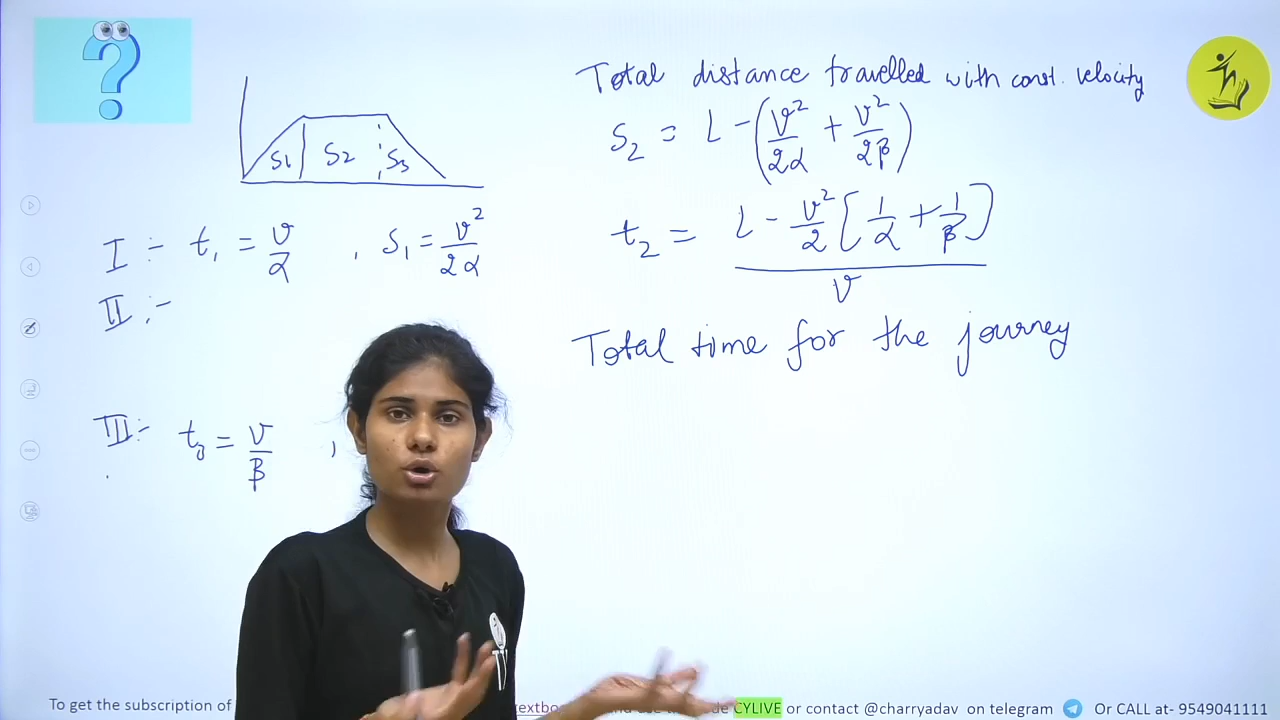 Total distance travelled with const. velocity
S₂ = L - (v²/2α + v²/2β)
t₂ = L - v²/2 [1/α + 1/β] / v
Total time for the journey
S₁ S₂ S₃
I :- t₁ = v/α , S₁ = v²/2α
II :-
III :- t₃ = v/β ,
To get the subscription of
CYLIVE or contact @charryadav on telegram Or CALL at- 9549041111